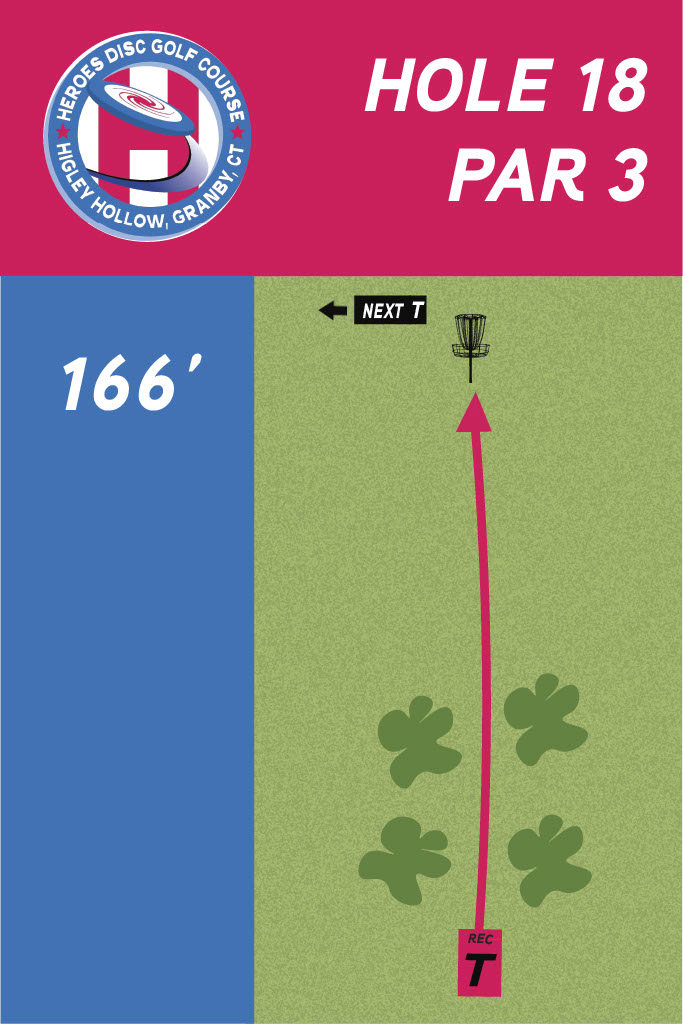 HEROES DISC GOLF COURSE
HIGLEY HOLLOW, GRANBY, CT
HOLE 18
PAR 3
NEXT T
166’
REC
T